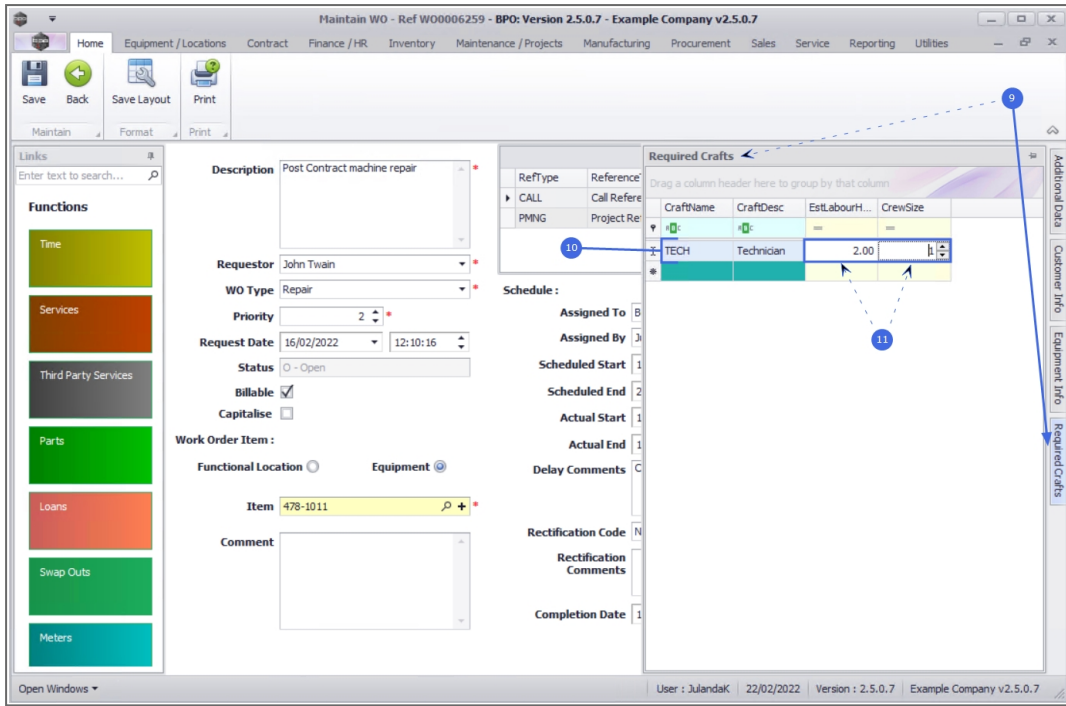 Maintain WO - Ref WO0006259 - BPO: Version 2.5.0.7 - Example Company v2.5.0.7
Home Equipment / Locations Contract Finance / HR Inventory Maintenance / Projects Manufacturing Procurement Sales Service Reporting Utilities
Save Back Save Layout Print
Maintain Format Print
9
Links
Enter text to search...
Functions
Time
Services
Third Party Services
Parts
Loans
Swap Outs
Meters
Description Post Contract machine repair *
Requestor John Twain *
WO Type Repair *
Priority 2 *
Request Date 16/02/2022 12:10:16
Status O - Open
Billable
Capitalise
Work Order Item :
Functional Location Equipment
Item 478-1011 *
Comment
RefType Reference
CALL Call Refere
PMNG Project Re
10
Schedule :
Assigned To B
Assigned By
Scheduled Start 1
Scheduled End 2
Actual Start 1
Actual End 1
Delay Comments
Rectification Code N
Rectification
Comments
Completion Date 1
Required Crafts
Drag a column header here to group by that column
CraftName CraftDesc EstLabourH... CrewSize
TECH Technician 2.00 1
11
Additional Data
Customer Info
Equipment Info
Required Crafts
Open Windows User : JulandaK 22/02/2022 Version : 2.5.0.7 Example Company v2.5.0.7